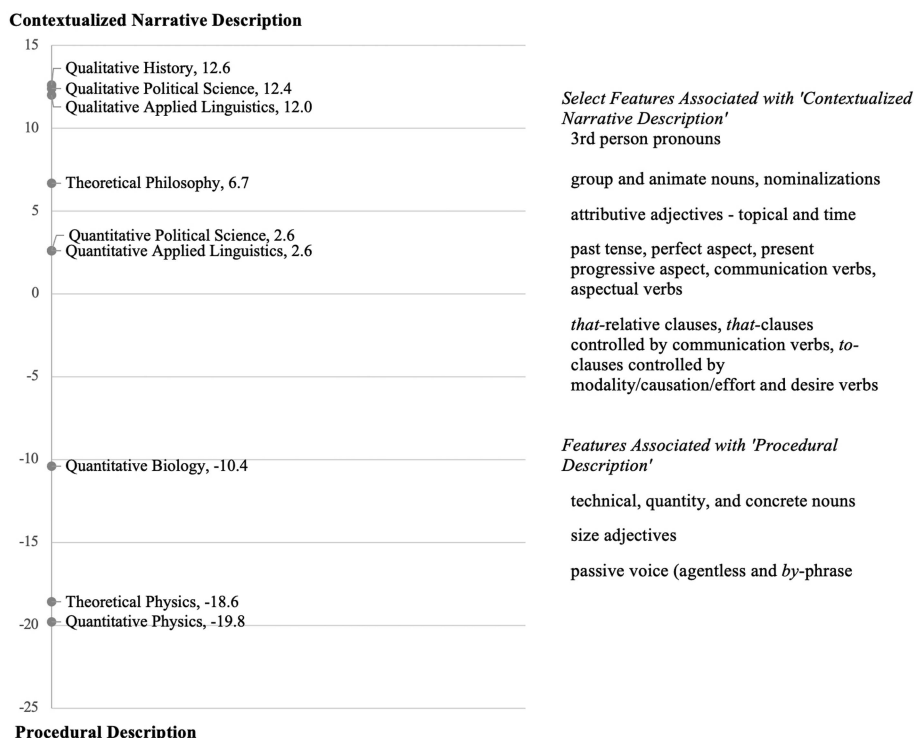 Contextualized Narrative Description
15
Qualitative History, 12.6
Qualitative Political Science, 12.4
Qualitative Applied Linguistics, 12.0
10
Theoretical Philosophy, 6.7
5
Quantitative Political Science, 2.6
Quantitative Applied Linguistics, 2.6
0
-5
-10
Quantitative Biology, -10.4
-15
Theoretical Physics, -18.6
-20
Quantitative Physics, -19.8
-25
Procedural Description
Select Features Associated with 'Contextualized
Narrative Description'
3rd person pronouns
group and animate nouns, nominalizations
attributive adjectives - topical and time
past tense, perfect aspect, present
progressive aspect, communication verbs,
aspectual verbs
that-relative clauses, that-clauses
controlled by communication verbs, to-
clauses controlled by
modality/causation/effort and desire verbs
Features Associated with 'Procedural
Description'
technical, quantity, and concrete nouns
size adjectives
passive voice (agentless and by-phrase